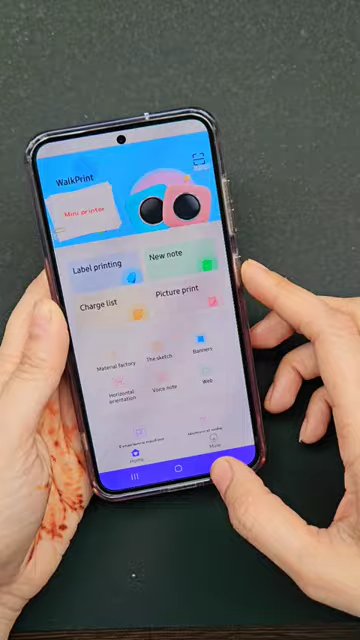 WalkPrint
Mini printer
Label printing
New note
Charge list
Picture print
Material factory
The sketch
Banners
Horizontal
orientation
Voice note
Web
Home
More